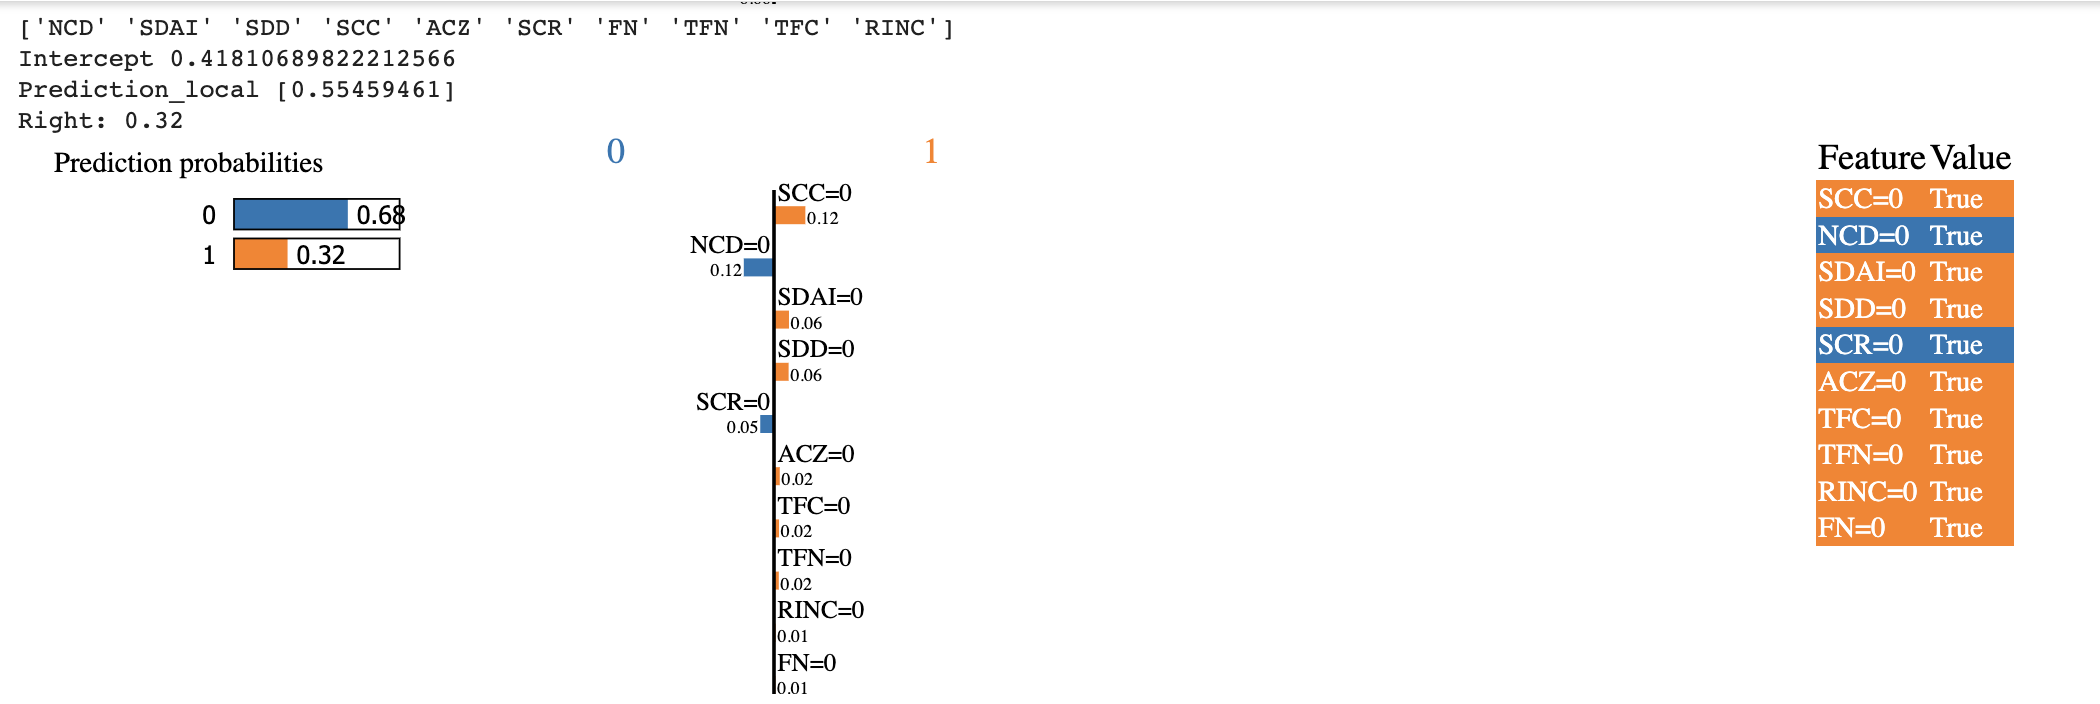 ['NCD' 'SDAI' 'SDD' 'SCC' 'ACZ' 'SCR' 'FN' 'TFN' 'TFC' 'RINC']
Intercept 0.41810689822212566
Prediction_local [0.55459461]
Right: 0.32
Prediction probabilities
0 0.68
1 0.32
0 1
SCC=0
0.12
NCD=0
0.12
SDAI=0
0.06
SDD=0
0.06
SCR=0
0.05
ACZ=0
0.02
TFC=0
0.02
TFN=0
0.02
RINC=0
0.01
FN=0
0.01
Feature Value
SCC=0 True
NCD=0 True
SDAI=0 True
SDD=0 True
SCR=0 True
ACZ=0 True
TFC=0 True
TFN=0 True
RINC=0 True
FN=0 True